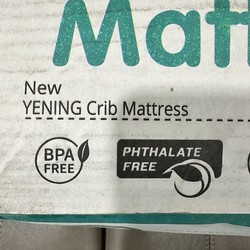 Matt
New
YENING Crib Mattress
BPA
FREE
PHTHALATE
FREE